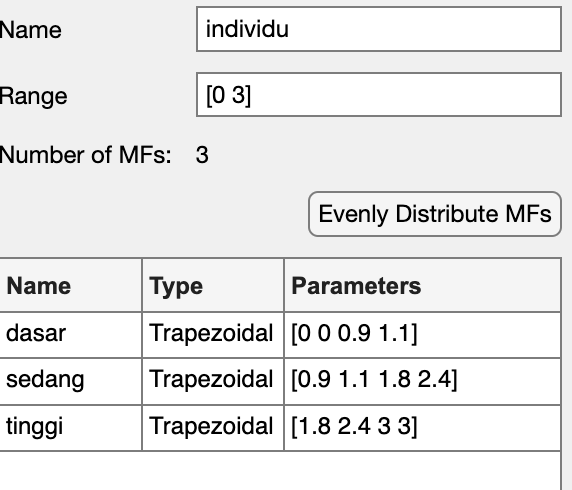 Name individu
Range [0 3]
Number of MFs: 3
Evenly Distribute MFs
Name Type Parameters
dasar Trapezoidal [0 0 0.9 1.1]
sedang Trapezoidal [0.9 1.1 1.8 2.4]
tinggi Trapezoidal [1.8 2.4 3 3]